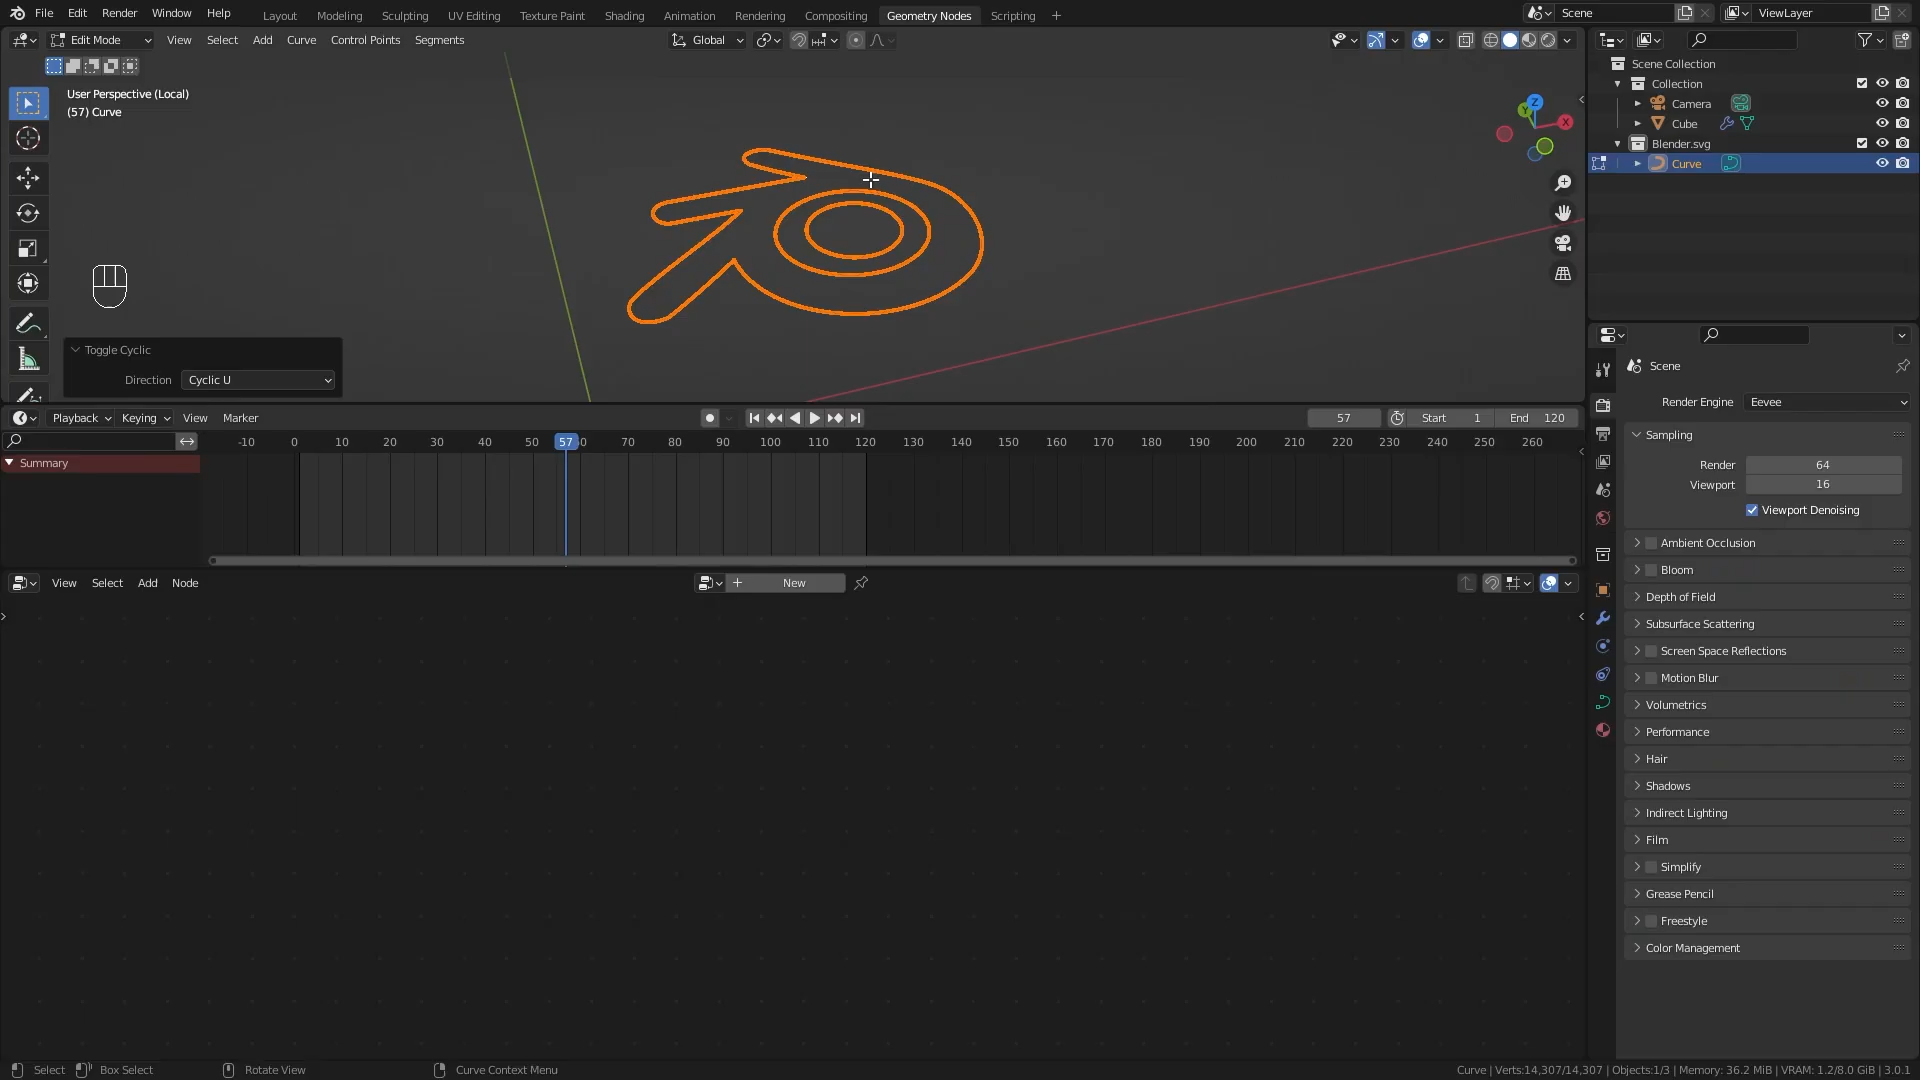 File Edit Render Window Help Layout Modeling Sculpting UV Editing Texture Paint Shading Animation Rendering Compositing Geometry Nodes Scripting + Scene ViewLayer
Edit Mode View Select Add Curve Control Points Segments Global
User Perspective (Local)
(57) Curve
Z
Y
X
Toggle Cyclic
Direction Cyclic U
Scene Collection
Collection
Camera
Cube
Blender.svg
Curve
Playback Keying View Marker 57 Start 1 End 120
-10 0 10 20 30 40 50 57 60 70 80 90 100 110 120 130 140 150 160 170 180 190 200 210 220 230 240 250 260
Summary
View Select Add Node + New
Scene
Render Engine Eevee
Sampling
Render 64
Viewport 16
Viewport Denoising
Ambient Occlusion
Bloom
Depth of Field
Subsurface Scattering
Screen Space Reflections
Motion Blur
Volumetrics
Performance
Hair
Shadows
Indirect Lighting
Film
Simplify
Grease Pencil
Freestyle
Color Management
Select Box Select Rotate View Curve Context Menu Curve | Verts:14,307/14,307 | Objects:1/3 | Memory: 36.2 MiB | VRAM: 1.2/8.0 GiB | 3.0.1